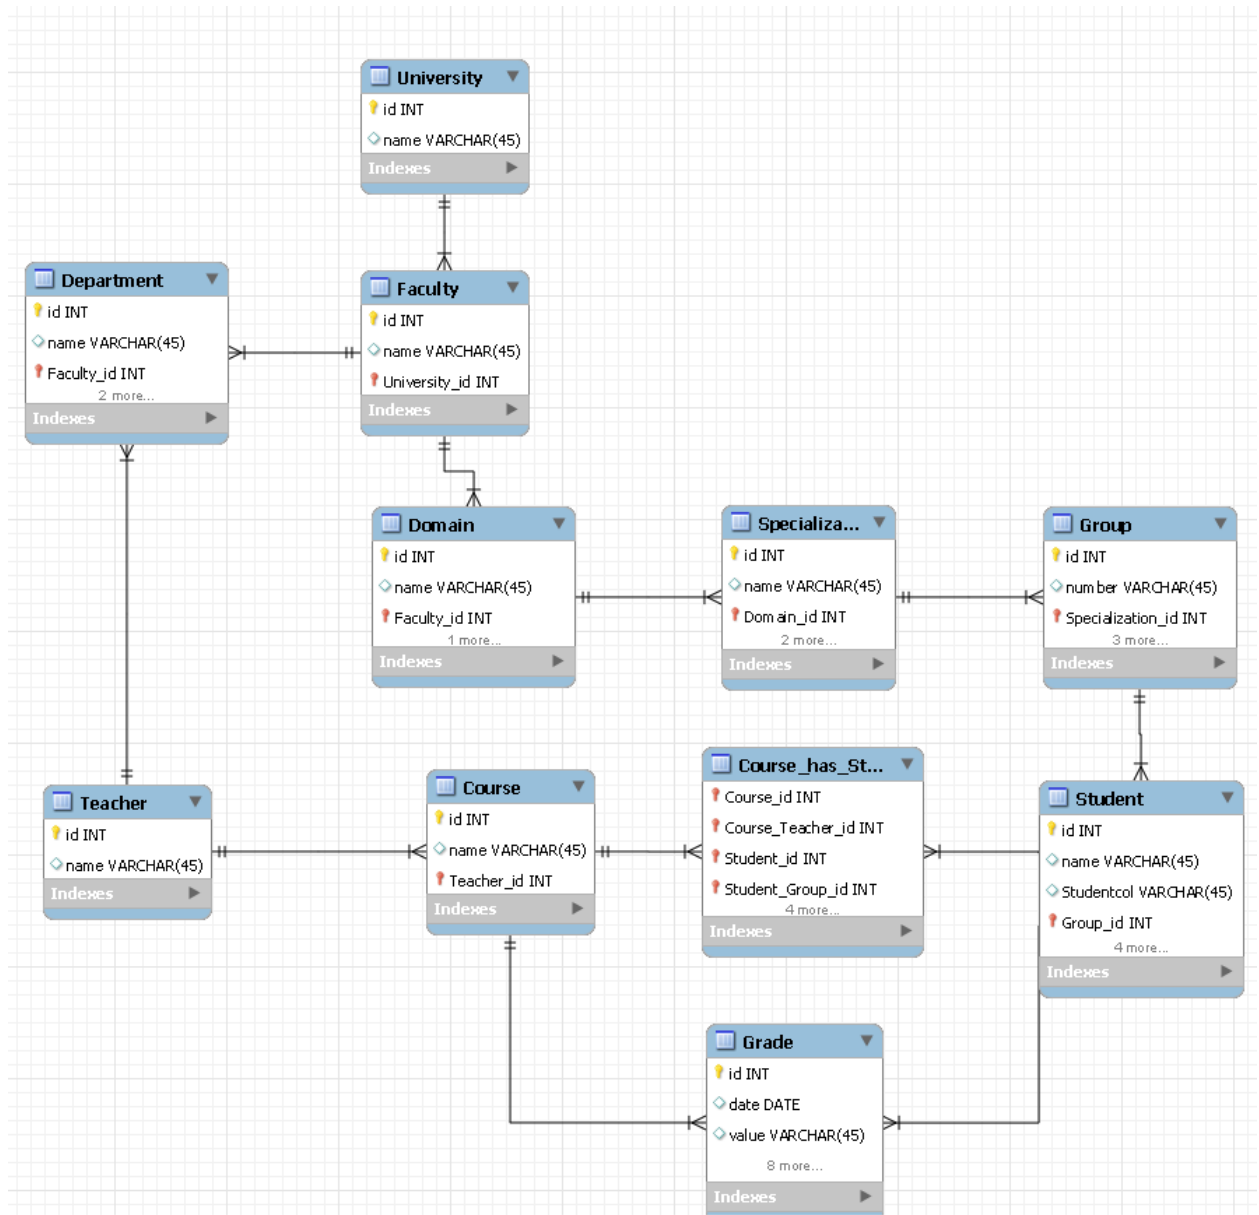 University
id INT
name VARCHAR(45)
Indexes
Department
id INT
name VARCHAR(45)
Faculty_id INT
2 more...
Indexes
Faculty
id INT
name VARCHAR(45)
University_id INT
Indexes
Domain
id INT
name VARCHAR(45)
Faculty_id INT
1 more...
Indexes
Specializa...
id INT
name VARCHAR(45)
Domain_id INT
2 more...
Indexes
Group
id INT
number VARCHAR(45)
Specialization_id INT
3 more...
Indexes
Teacher
id INT
name VARCHAR(45)
Indexes
Course
id INT
name VARCHAR(45)
Teacher_id INT
Indexes
Course_has_St...
Course_id INT
Course_Teacher_id INT
Student_id INT
Student_Group_id INT
4 more...
Indexes
Student
id INT
name VARCHAR(45)
Studentcol VARCHAR(45)
Group_id INT
4 more...
Indexes
Grade
id INT
date DATE
value VARCHAR(45)
8 more...
Indexes